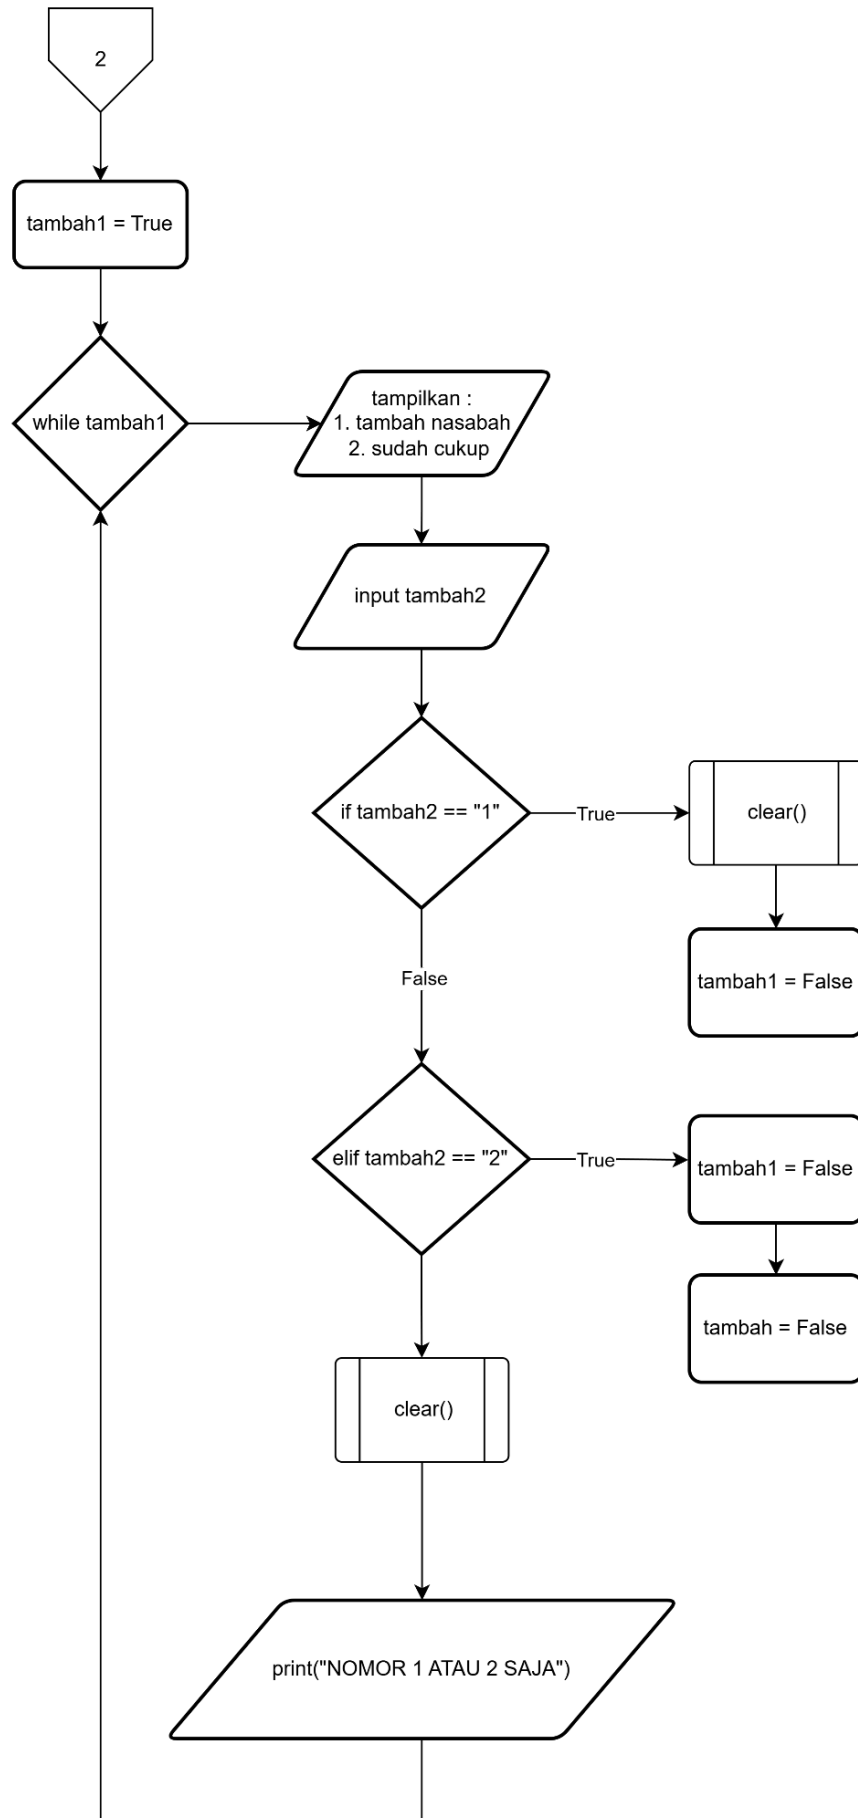 2
tambah1 = True
while tambah1
tampilkan :
1. tambah nasabah
2. sudah cukup
input tambah2
if tambah2 == "1"
True
clear()
tambah1 = False
False
elif tambah2 == "2"
True
tambah1 = False
tambah = False
clear()
print("NOMOR 1 ATAU 2 SAJA")